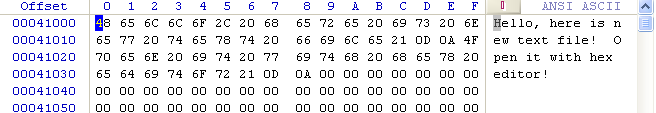 Offset 0 1 2 3 4 5 6 7 8 9 A B C D E F ANSI ASCII
00041000 48 65 6C 6C 6F 2C 20 68 65 72 65 20 69 73 20 6E Hello, here is n
00041010 65 77 20 74 65 78 74 20 66 69 6C 65 21 0D 0A 4F ew text file! O
00041020 70 65 6E 20 69 74 20 77 69 74 68 20 68 65 78 20 pen it with hex
00041030 65 64 69 74 6F 72 21 0D 0A 00 00 00 00 00 00 00 editor!
00041040 00 00 00 00 00 00 00 00 00 00 00 00 00 00 00 00
00041050 00 00 00 00 00 00 00 00 00 00 00 00 00 00 00 00